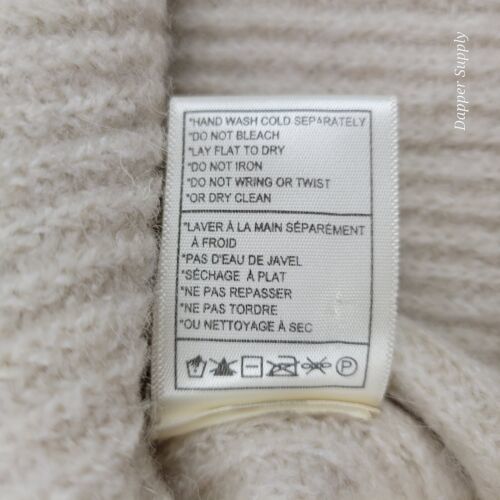 *HAND WASH COLD SEPARATELY
*DO NOT BLEACH
*LAY FLAT TO DRY
*DO NOT IRON
*DO NOT WRING OR TWIST
*OR DRY CLEAN
*LAVER À LA MAIN SÉPARÉMENT
À FROID
*PAS D'EAU DE JAVEL
*SÉCHAGE À PLAT
*NE PAS REPASSER
*NE PAS TORDRE
*OU NETTOYAGE À SEC
P
Dapper Supply